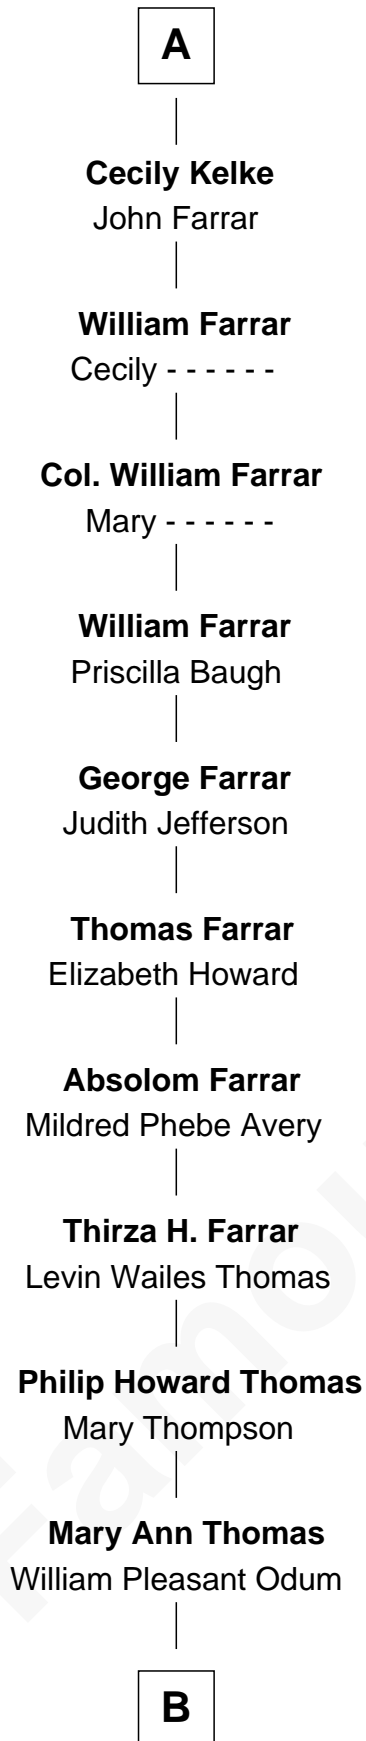 A
Cecily Kelke
John Farrar
William Farrar
Cecily - - - - - -
Col. William Farrar
Mary - - - - - -
William Farrar
Priscilla Baugh
George Farrar
Judith Jefferson
Thomas Farrar
Elizabeth Howard
Absolom Farrar
Mildred Phebe Avery
Thirza H. Farrar
Levin Wailes Thomas
Philip Howard Thomas
Mary Thompson
Mary Ann Thomas
William Pleasant Odum
B
Famou